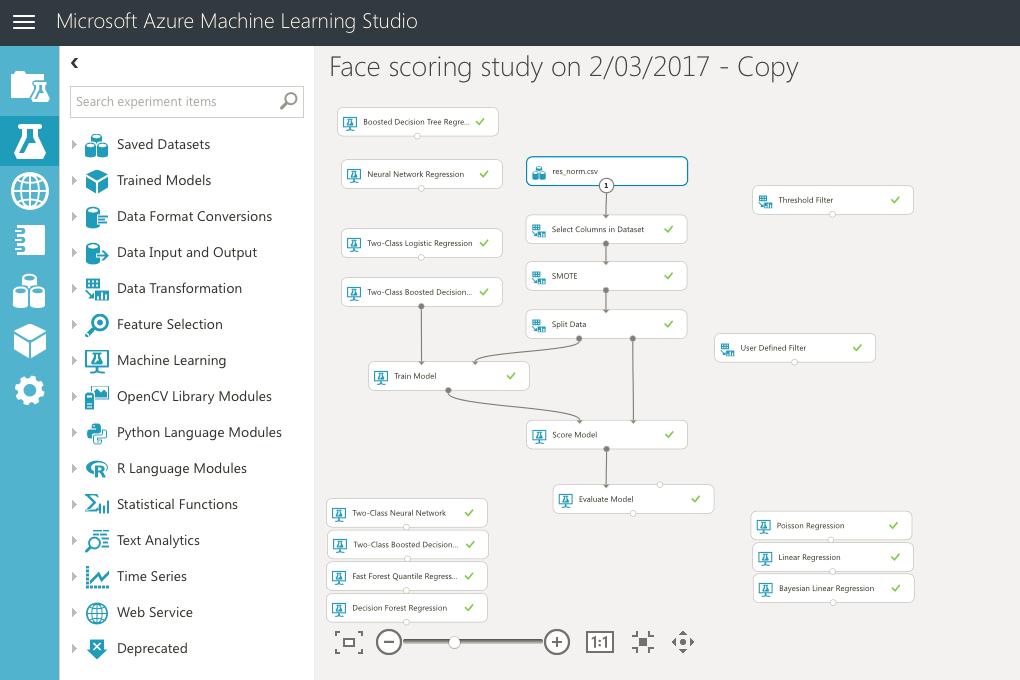 Microsoft Azure Machine Learning Studio
Search experiment items
Saved Datasets
Trained Models
Data Format Conversions
Data Input and Output
Data Transformation
Feature Selection
Machine Learning
OpenCV Library Modules
Python Language Modules
R Language Modules
Statistical Functions
Text Analytics
Time Series
Web Service
Deprecated
Face scoring study on 2/03/2017 - Copy
Boosted Decision Tree Regre...
Neural Network Regression
res_norm.csv
1
Threshold Filter
Select Columns in Dataset
Two-Class Logistic Regression
SMOTE
Two-Class Boosted Decision...
Split Data
User Defined Filter
Train Model
Score Model
Evaluate Model
Two-Class Neural Network
Two-Class Boosted Decision...
Fast Forest Quantile Regress...
Decision Forest Regression
Poisson Regression
Linear Regression
Bayesian Linear Regression
1:1